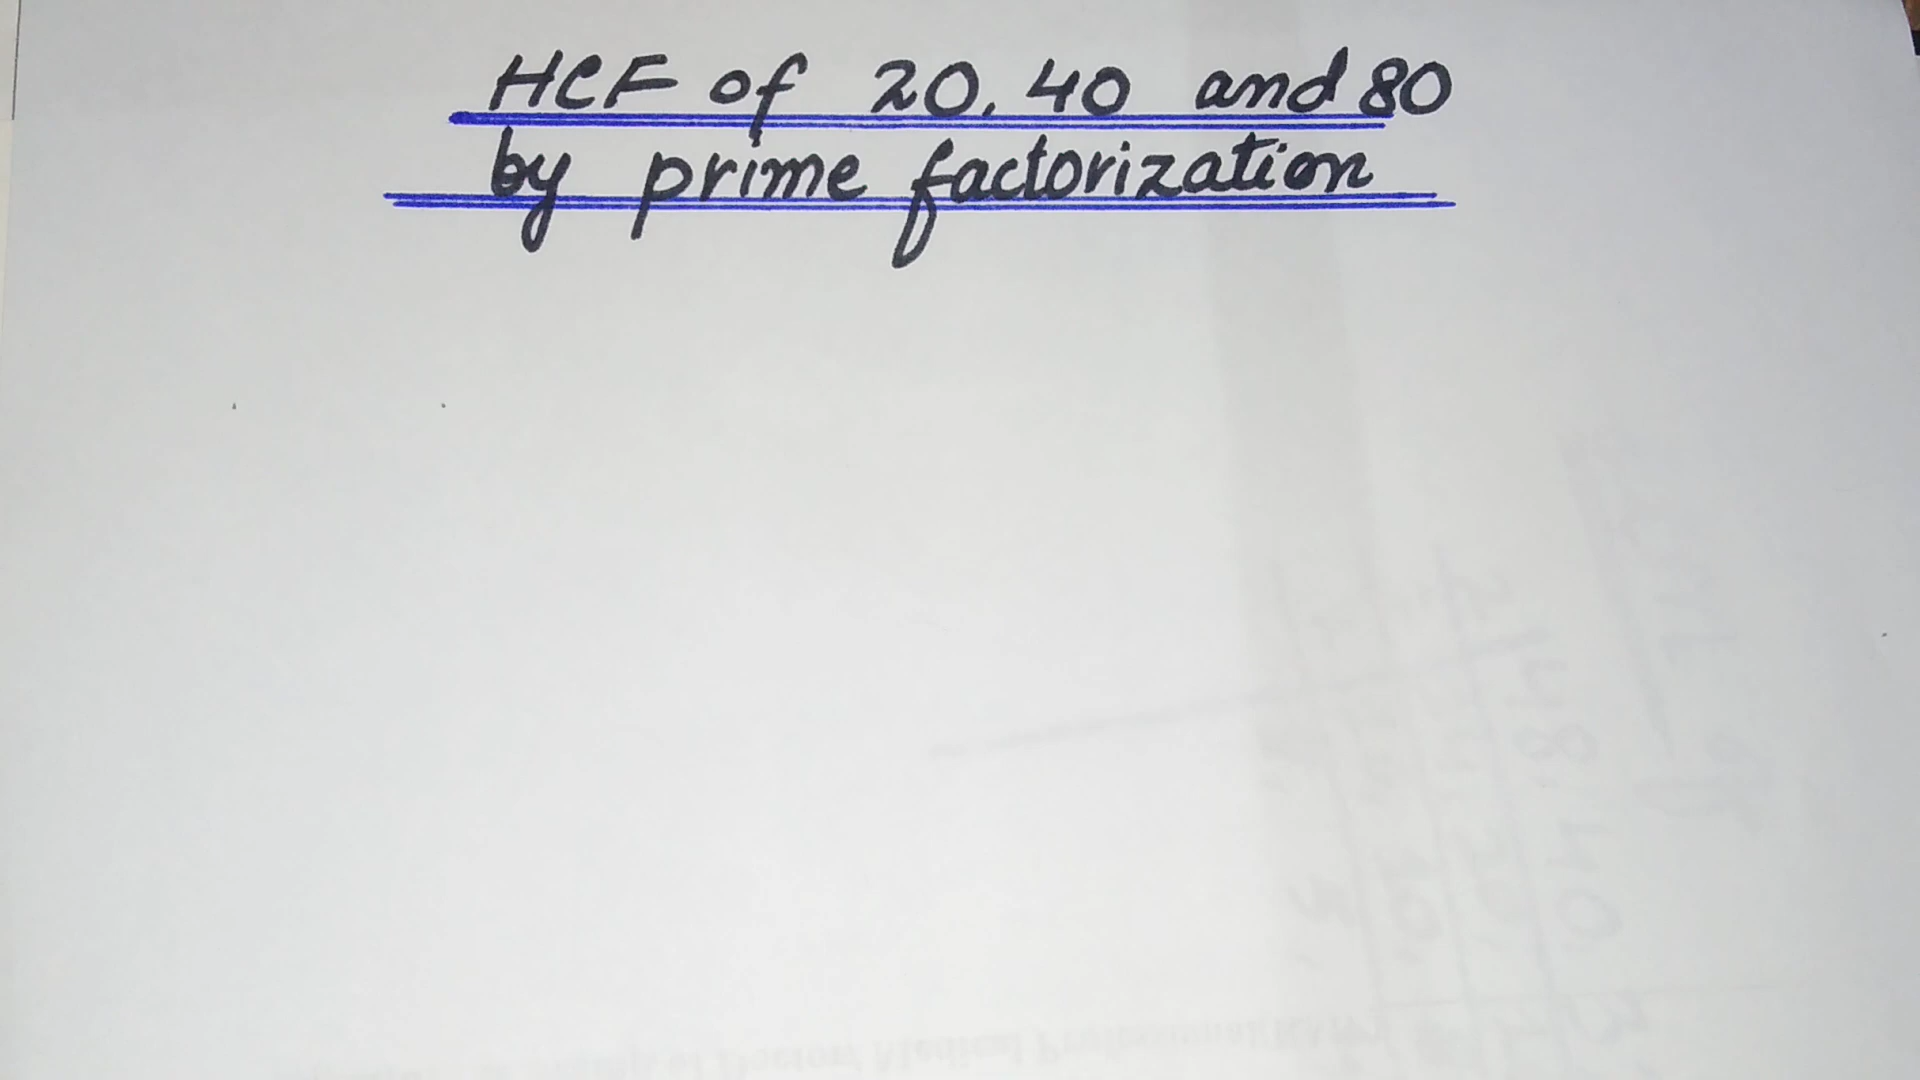 HCF of 20, 40 and 80
by prime factorization